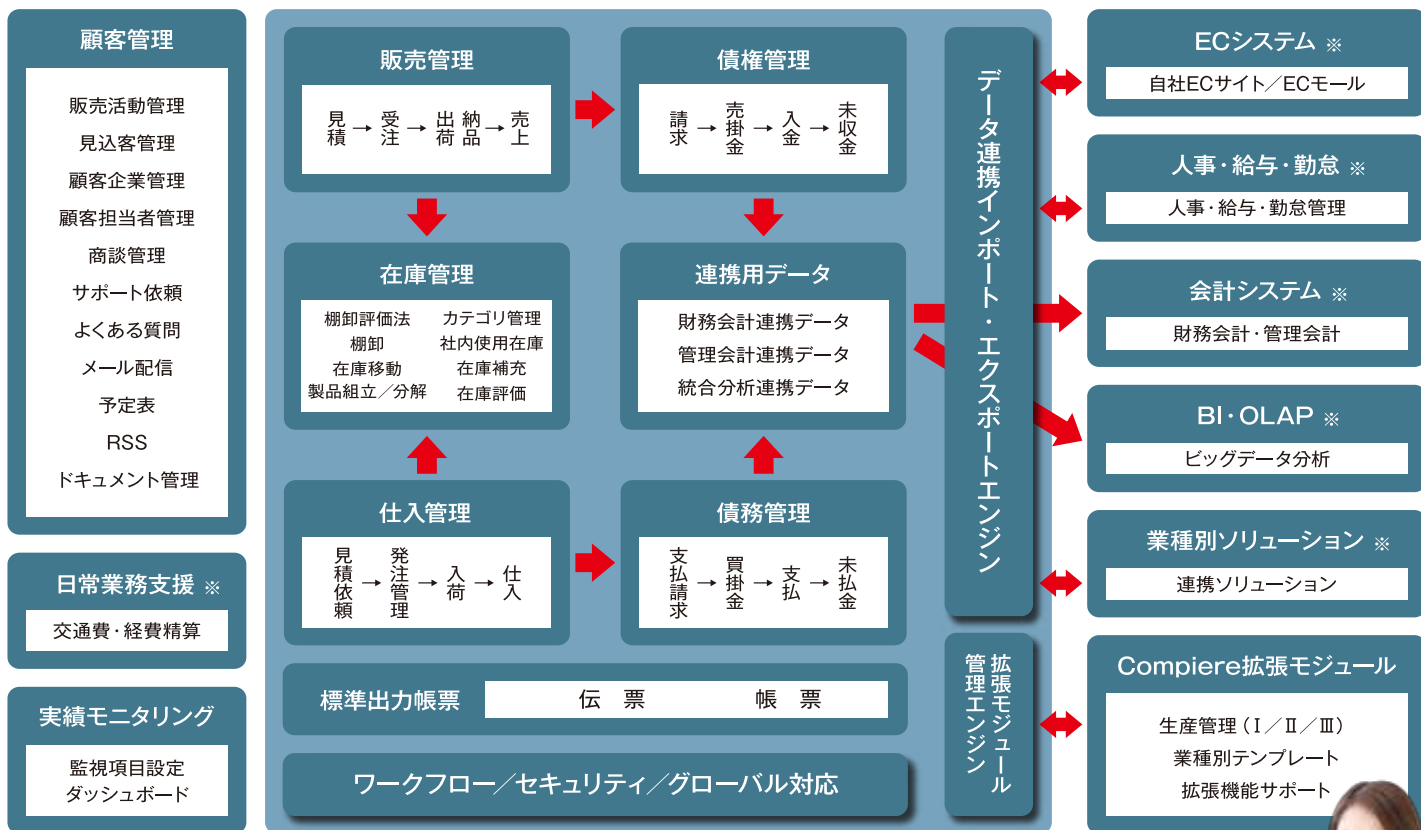 顧客管理
販売活動管理
見込客管理
顧客企業管理
顧客担当者管理
商談管理
サポート依頼
よくある質問
メール配信
予定表
RSS
ドキュメント管理
日常業務支援 ※
交通費・経費精算
実績モニタリング
監視項目設定
ダッシュボード
販売管理
見積→受注→出荷 納品→売上
債権管理
請求→売掛金→入金→未収金
在庫管理
棚卸評価法 カテゴリ管理
棚卸 社内使用在庫
在庫移動 在庫補充
製品組立／分解 在庫評価
連携用データ
財務会計連携データ
管理会計連携データ
統合分析連携データ
仕入管理
見積依頼→発注管理→入荷→仕入
債務管理
支払請求→買掛金→支払→未払金
標準出力帳票 伝 票 帳 票
ワークフロー／セキュリティ／グローバル対応
データ連携インポート・エクスポートエンジン
拡張モジュール
管理エンジン
ECシステム ※
自社ECサイト／ECモール
人事・給与・勤怠 ※
人事・給与・勤怠管理
会計システム ※
財務会計・管理会計
BI・OLAP ※
ビッグデータ分析
業種別ソリューション ※
連携ソリューション
Compiere拡張モジュール
生産管理（Ⅰ／Ⅱ／Ⅲ）
業種別テンプレート
拡張機能サポート